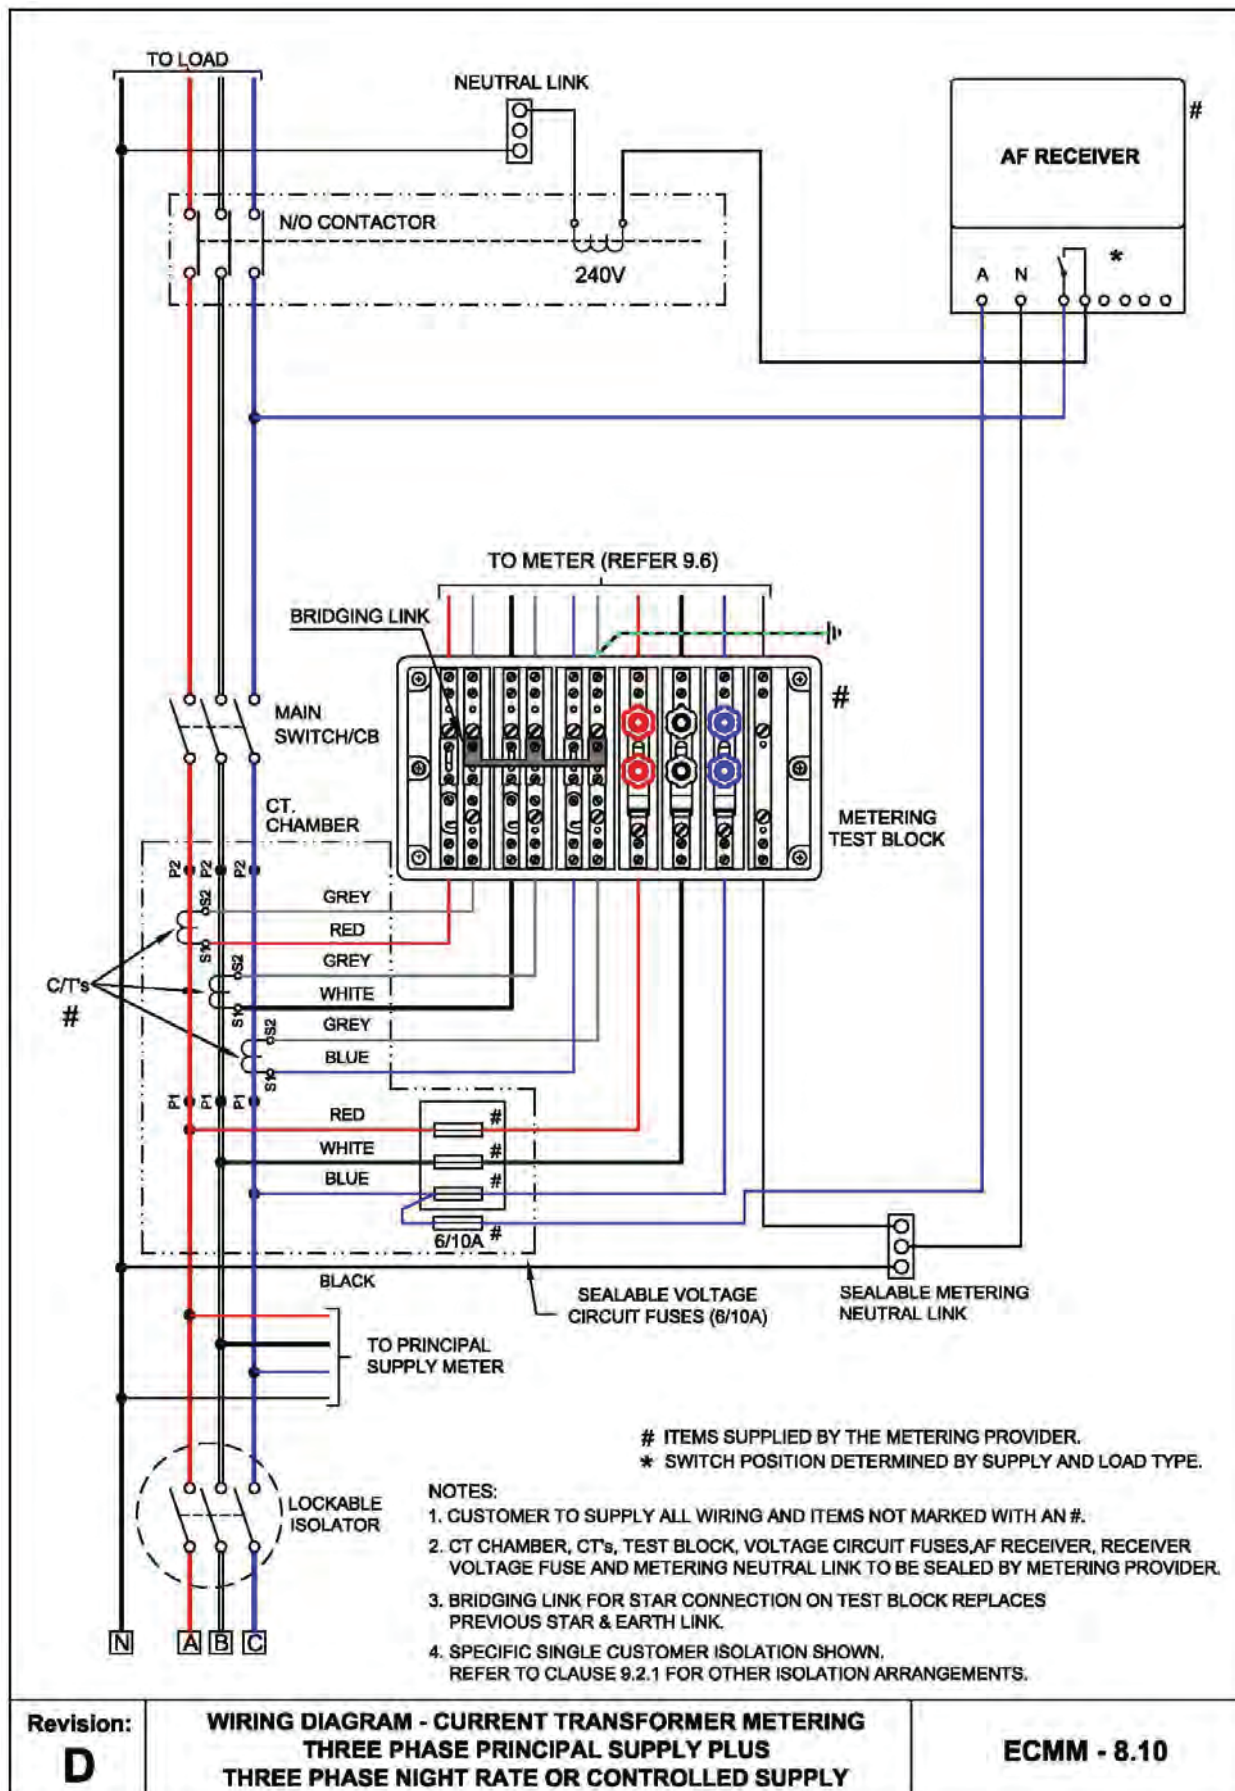 TO LOAD
NEUTRAL LINK
#
AF RECEIVER
N/O CONTACTOR
240V
*
A N
TO METER (REFER 9.6)
BRIDGING LINK
#
MAIN
SWITCH/CB
CT.
CHAMBER
METERING
TEST BLOCK
P2 P2 P2
S2
GREY
RED
S1
S2
GREY
C/T's
#
WHITE
S1
S2
GREY
BLUE
S1
P1 P1 P1
RED
#
WHITE
#
BLUE
#
6/10A #
BLACK
SEALABLE VOLTAGE
CIRCUIT FUSES (6/10A)
SEALABLE METERING
NEUTRAL LINK
TO PRINCIPAL
SUPPLY METER
# ITEMS SUPPLIED BY THE METERING PROVIDER.
* SWITCH POSITION DETERMINED BY SUPPLY AND LOAD TYPE.
LOCKABLE
ISOLATOR
N A B C
NOTES:
1. CUSTOMER TO SUPPLY ALL WIRING AND ITEMS NOT MARKED WITH AN #.
2. CT CHAMBER, CT's, TEST BLOCK, VOLTAGE CIRCUIT FUSES,AF RECEIVER, RECEIVER
VOLTAGE FUSE AND METERING NEUTRAL LINK TO BE SEALED BY METERING PROVIDER.
3. BRIDGING LINK FOR STAR CONNECTION ON TEST BLOCK REPLACES
PREVIOUS STAR & EARTH LINK.
4. SPECIFIC SINGLE CUSTOMER ISOLATION SHOWN.
REFER TO CLAUSE 9.2.1 FOR OTHER ISOLATION ARRANGEMENTS.
Revision:
D
WIRING DIAGRAM - CURRENT TRANSFORMER METERING
THREE PHASE PRINCIPAL SUPPLY PLUS
THREE PHASE NIGHT RATE OR CONTROLLED SUPPLY
ECMM - 8.10